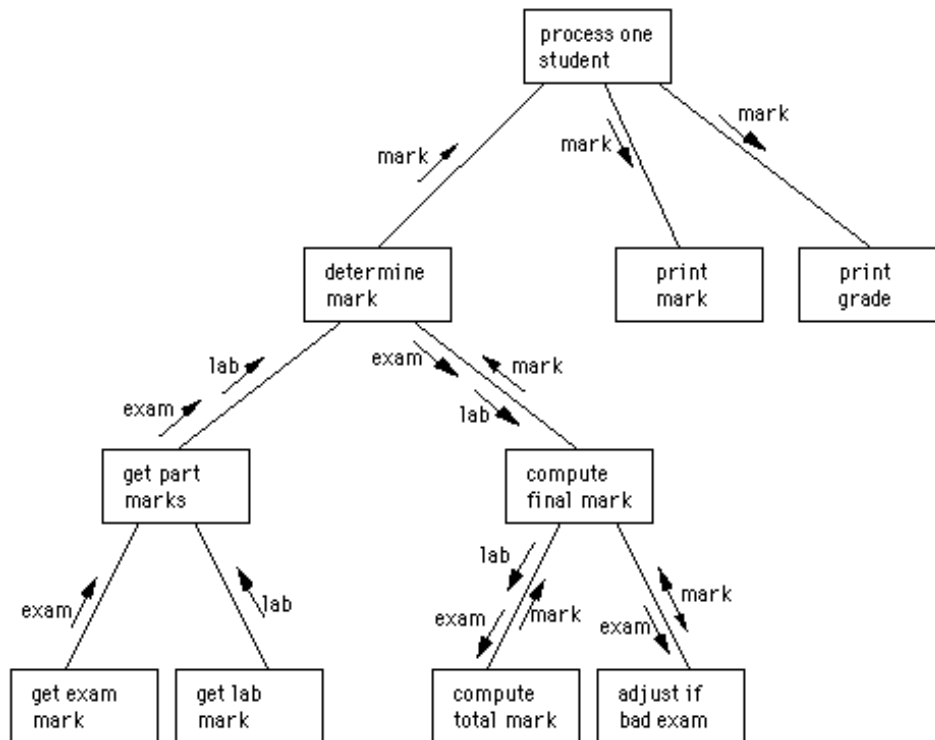 process one
student
mark
mark
mark
determine
mark
print
mark
print
grade
lab
exam
exam
mark
lab
get part
marks
compute
final mark
lab
exam
lab
exam
mark
mark
exam
get exam
mark
get lab
mark
compute
total mark
adjust if
bad exam